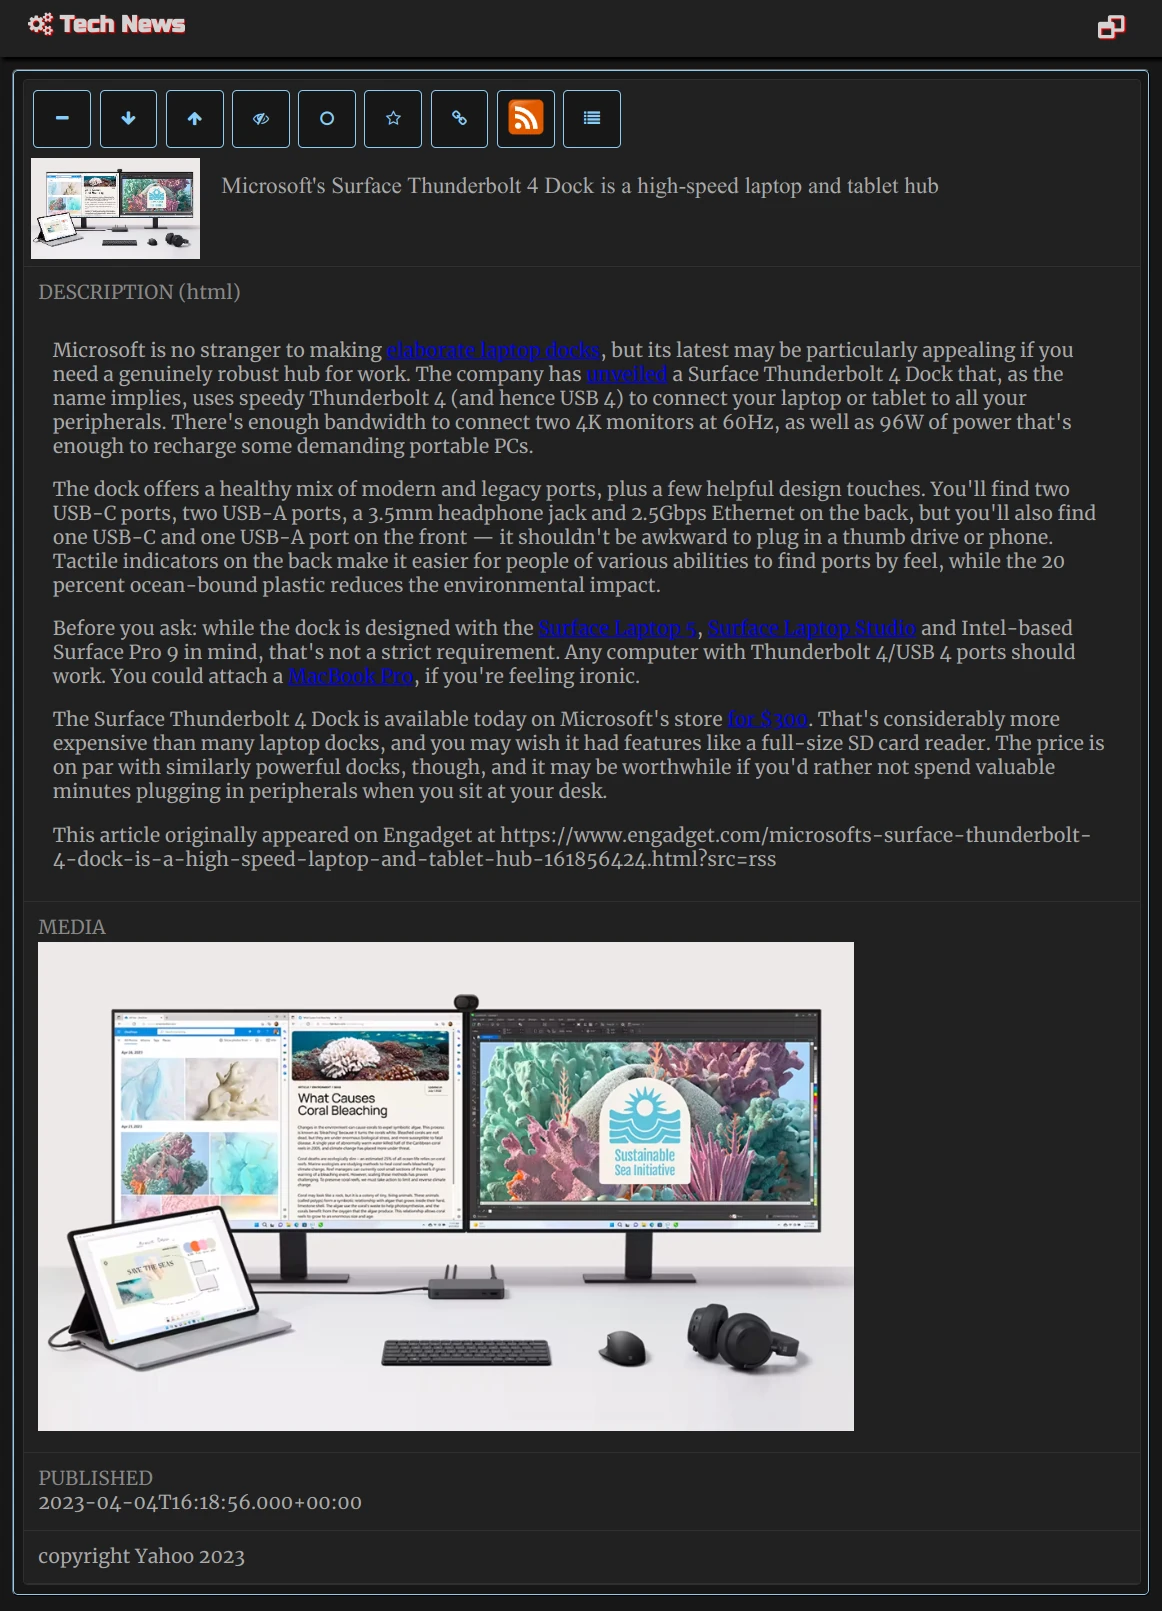 Tech News
Microsoft's Surface Thunderbolt 4 Dock is a high-speed laptop and tablet hub
DESCRIPTION (html)
Microsoft is no stranger to making elaborate laptop docks, but its latest may be particularly appealing if you
need a genuinely robust hub for work. The company has unveiled a Surface Thunderbolt 4 Dock that, as the
name implies, uses speedy Thunderbolt 4 (and hence USB 4) to connect your laptop or tablet to all your
peripherals. There's enough bandwidth to connect two 4K monitors at 60Hz, as well as 96W of power that's
enough to recharge some demanding portable PCs.
The dock offers a healthy mix of modern and legacy ports, plus a few helpful design touches. You'll find two
USB-C ports, two USB-A ports, a 3.5mm headphone jack and 2.5Gbps Ethernet on the back, but you'll also find
one USB-C and one USB-A port on the front — it shouldn't be awkward to plug in a thumb drive or phone.
Tactile indicators on the back make it easier for people of various abilities to find ports by feel, while the 20
percent ocean-bound plastic reduces the environmental impact.
Before you ask: while the dock is designed with the Surface Laptop 5, Surface Laptop Studio and Intel-based
Surface Pro 9 in mind, that's not a strict requirement. Any computer with Thunderbolt 4/USB 4 ports should
work. You could attach a MacBook Pro, if you're feeling ironic.
The Surface Thunderbolt 4 Dock is available today on Microsoft's store for $300. That's considerably more
expensive than many laptop docks, and you may wish it had features like a full-size SD card reader. The price is
on par with similarly powerful docks, though, and it may be worthwhile if you'd rather not spend valuable
minutes plugging in peripherals when you sit at your desk.
This article originally appeared on Engadget at https://www.engadget.com/microsofts-surface-thunderbolt-
4-dock-is-a-high-speed-laptop-and-tablet-hub-161856424.html?src=rss
MEDIA
What Causes
Coral Bleaching
Sustainable
Sea Initiative
SAVE THE SEAS
PUBLISHED
2023-04-04T16:18:56.000+00:00
copyright Yahoo 2023